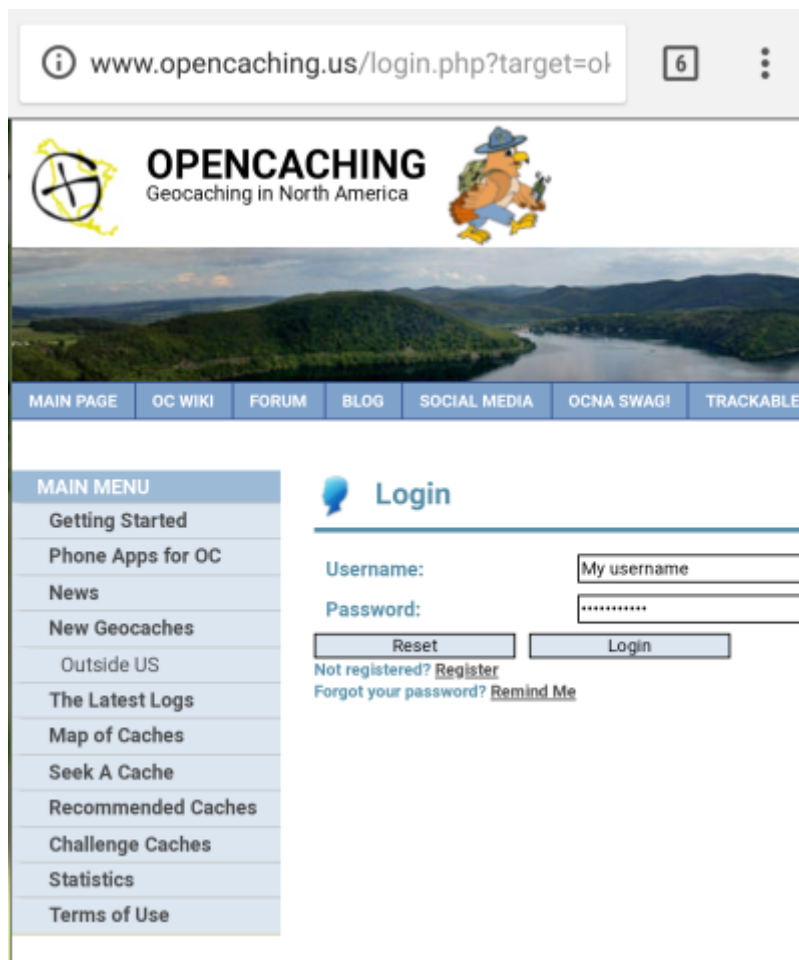 www.opencaching.us/login.php?target=ok
6
OPENCACHING
Geocaching in North America
MAIN PAGE OC WIKI FORUM BLOG SOCIAL MEDIA OCNA SWAG! TRACKABLE
MAIN MENU
Getting Started
Phone Apps for OC
News
New Geocaches
Outside US
The Latest Logs
Map of Caches
Seek A Cache
Recommended Caches
Challenge Caches
Statistics
Terms of Use
Login
Username: My username
Password: •••••••••••
Reset Login
Not registered? Register
Forgot your password? Remind Me